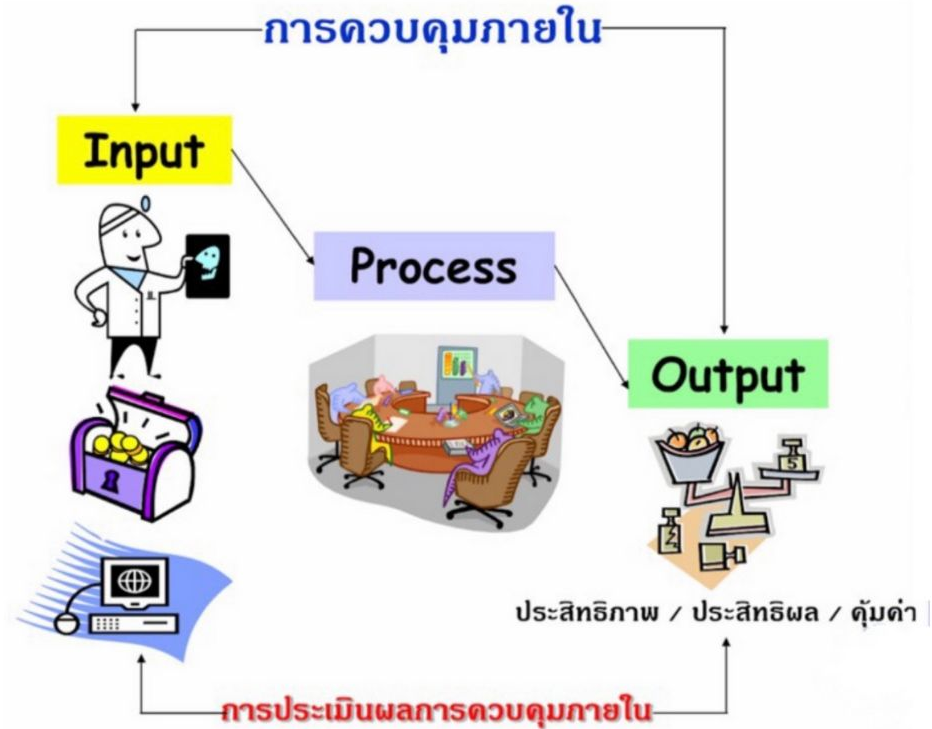 การควบคุมภายใน
Input
Process
Output
5
ประสิทธิภาพ / ประสิทธิผล / คุ้มค่า
การประเมินผลการควบคุมภายใน